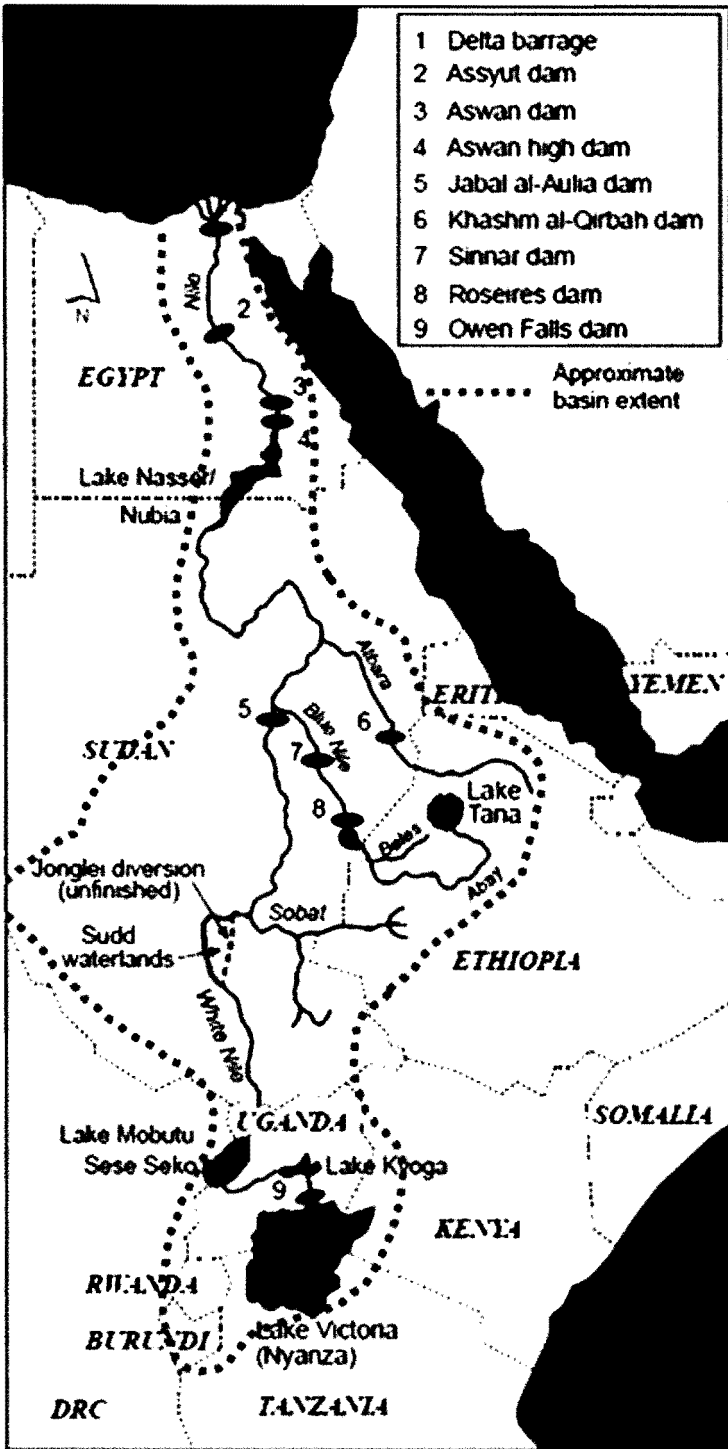 1 Delta barrage
2 Assyut dam
3 Aswan dam
4 Aswan high dam
5 Jabal al-Aulia dam
6 Khashm al-Qirbah dam
7 Sinnar dam
8 Roseires dam
9 Owen Falls dam
Approximate
basin extent
N
Nile
2
EGYPT
3
4
Lake Nasser/
Nubia
Atbara
ERIT
YEMEN
5
Blue Nile
6
SUDAN
7
Lake
Tana
8
Beles
Abay
Jonglei diversion
(unfinished)
Sobat
Sudd
waterlands
ETHIOPIA
White Nile
UGANDA
SOMALIA
Lake Mobutu
Sese Seko
Lake Kyoga
9
KENYA
RWANDA
BURUNDI
Lake Victoria
(Nyanza)
DRC
TANZANIA